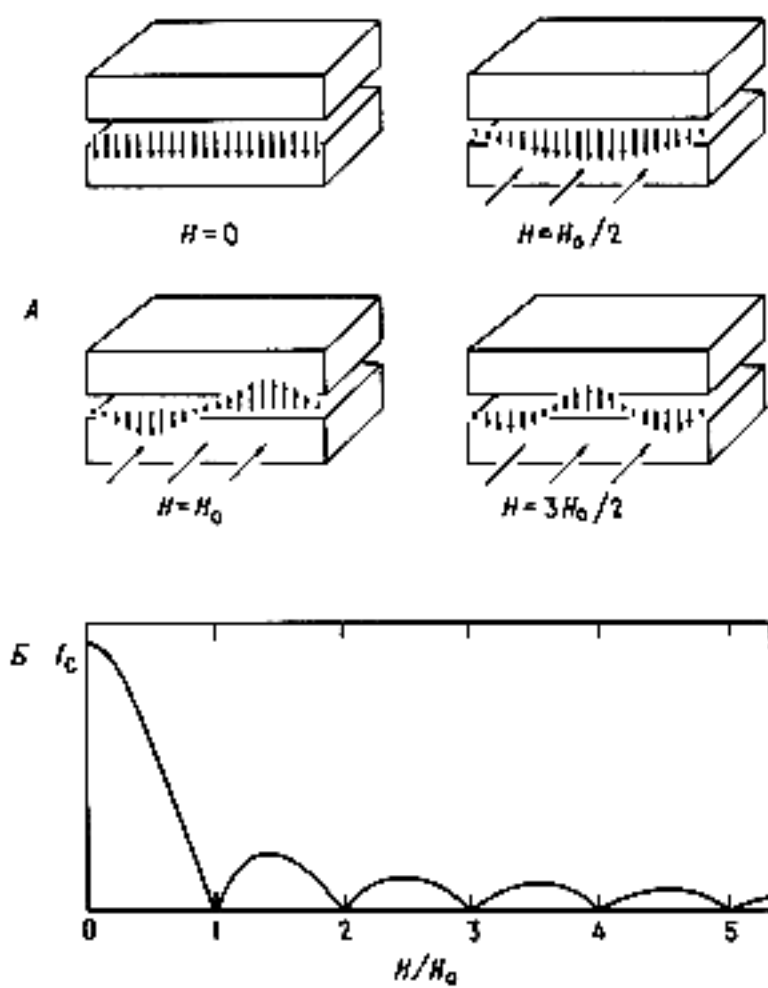 H = 0
H = H₀/2
А
H = H₀
H = 3H₀/2
Б I_C
0 1 2 3 4 5
H/H₀